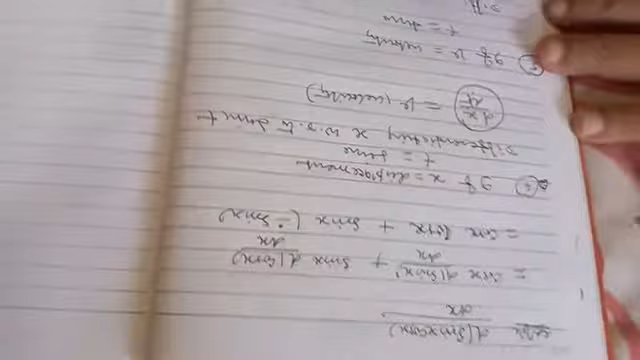 d(sinx cosx)
dx
= cosx d(sinx) + sinx d(cosx)
dx dx
= cosx cosx + sinx (- sinx)
If x = displacement
t = time
Differentiating x w.r.t time t
dx/dt = v (velocity)
If v = velocity
t = time